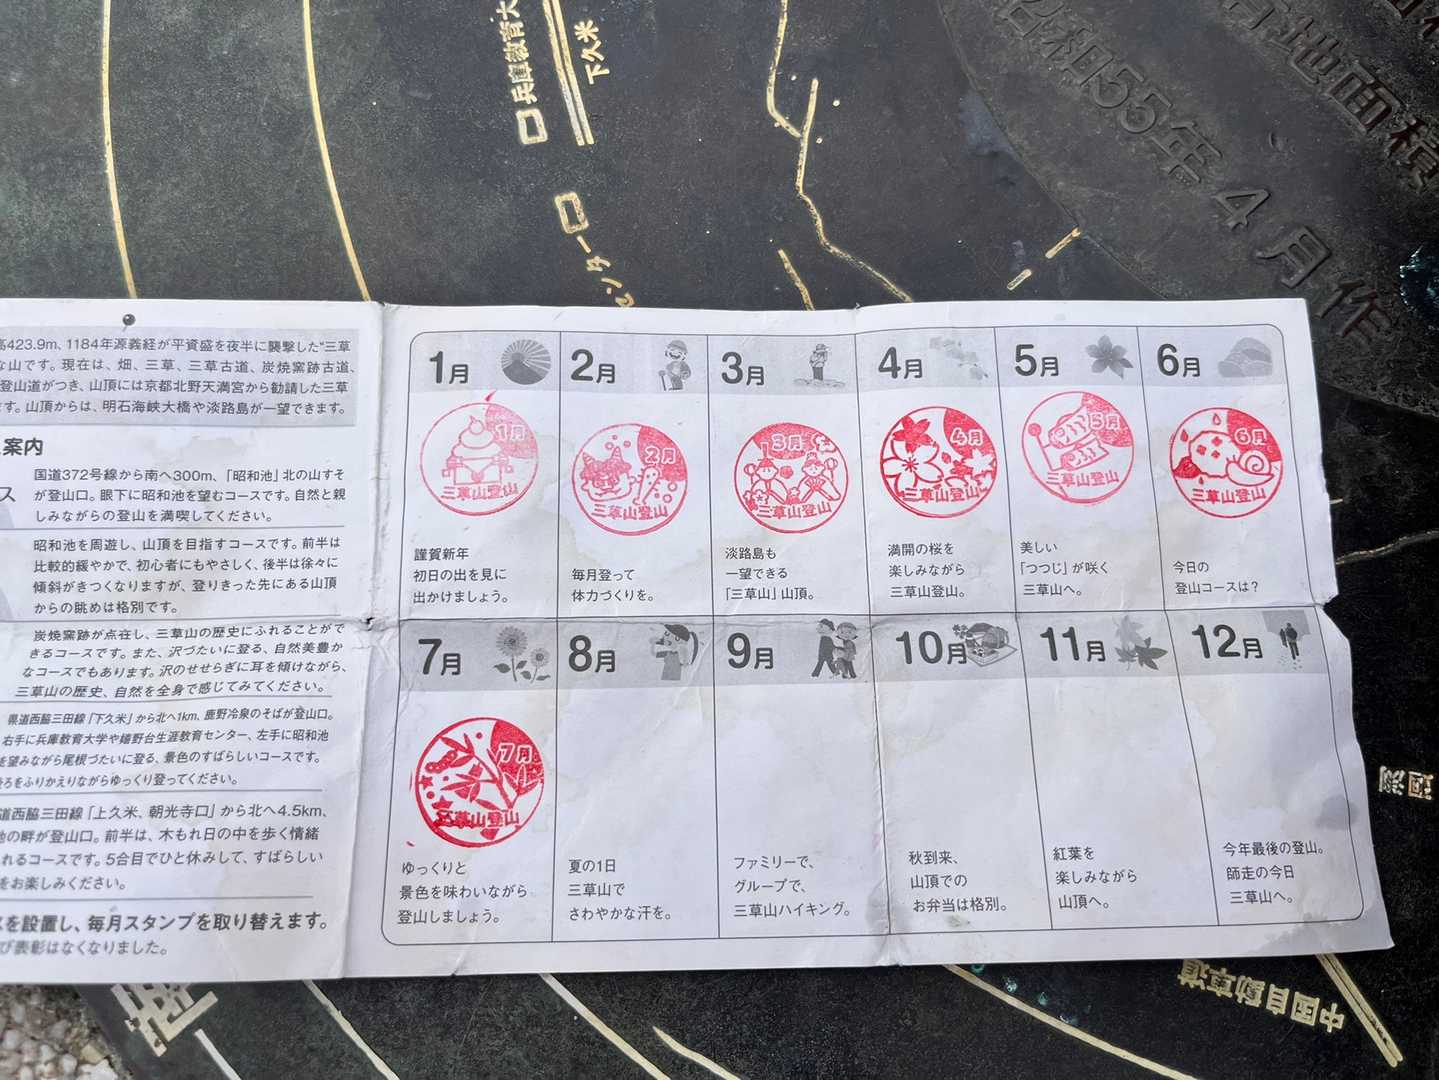 兵庫教育大
下久米
ンター
昭和55年4月作
有地面積
高423.9m、1184年源義経が平資盛を夜半に襲撃した"三草
な山です。現在は、畑、三草、三草古道、炭焼窯跡古道、
登山道がつき、山頂には京都北野天満宮から勧請した三草
ます。山頂からは、明石海峡大橋や淡路島が一望できます。
案内
ス
国道372号線から南へ300m、「昭和池」北の山すそ
が登山口。眼下に昭和池を望むコースです。自然と親
しみながらの登山を満喫してください。
昭和池を周遊し、山頂を目指すコースです。前半は
比較的緩やかで、初心者にもやさしく、後半は徐々に
傾斜がきつくなりますが、登りきった先にある山頂
からの眺めは格別です。
炭焼窯跡が点在し、三草山の歴史にふれることがで
きるコースです。また、沢づたいに登る、自然美豊か
なコースでもあります。沢のせせらぎに耳を傾けながら、
三草山の歴史、自然を全身で感じてみてください。
県道西脇三田線「下久米」から北へ1km、鹿野冷泉のそばが登山口。
右手に兵庫教育大学や嬉野台生涯教育センター、左手に昭和池
を望みながら尾根づたいに登る、景色のすばらしいコースです。
後ろをふりかえりながらゆっくり登ってください。
道西脇三田線「上久米、朝光寺口」から北へ4.5km、
池の畔が登山口。前半は、木もれ日の中を歩く情緒
れるコースです。5合目でひと休みして、すばらしい
をお楽しみください。
スを設置し、毎月スタンプを取り替えます。
び表彰はなくなりました。
1月
1月
三草山登山
謹賀新年
初日の出を見に
出かけましょう。
2月
2月
三草山登山
毎月登って
体力づくりを。
3月
3月
三草山登山
淡路島も
一望できる
「三草山」山頂。
4月
4月
三草山登山
満開の桜を
楽しみながら
三草山登山。
5月
5月
三草山登山
美しい
「つつじ」が咲く
三草山へ。
6月
6月
三草山登山
今日の
登山コースは?
7月
7月
三草山登山
ゆっくりと
景色を味わいながら
登山しましょう。
8月
夏の1日
三草山で
さわやかな汗を。
9月
ファミリーで、
グループで、
三草山ハイキング。
10月
秋到来、
山頂での
お弁当は格別。
11月
紅葉を
楽しみながら
山頂へ。
12月
今年最後の登山。
師走の今日
三草山へ。
中国自動車道